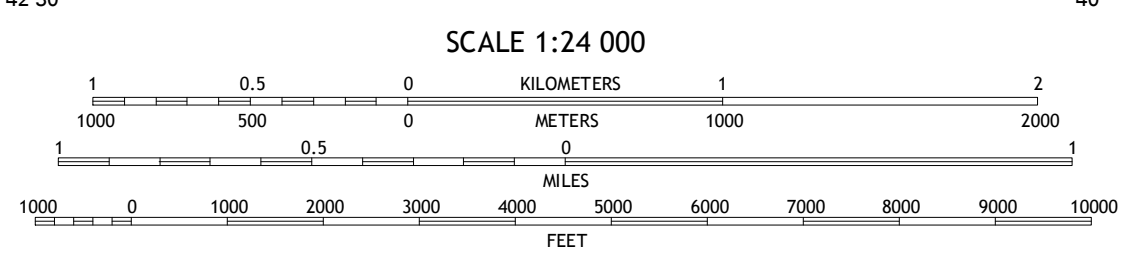 42'30"
40
SCALE 1:24 000
1 0.5 0 KILOMETERS 1 2
1000 500 0 METERS 1000 2000
1 0.5 0 1
MILES
1000 0 1000 2000 3000 4000 5000 6000 7000 8000 9000 10000
FEET